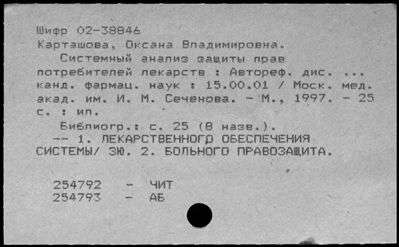 Шифр 02-38846
Карташова, Оксана Владимировна.
Системный анализ защиты прав
потребителей лекарств : Автореф. дис. ...
канд. фармац. наук : 15.00.01 / Моск. мед.
акад. им. И. М. Сеченова. - М., 1997. - 25
с. : ил.
Библиогр.: с. 25 (8 назв.).
-- 1. ЛЕКАРСТВЕННОГО ОБЕСПЕЧЕНИЯ
СИСТЕМЫ/ ЗЮ. 2. БОЛЬНОГО ПРАВОЗАЩИТА.
254792 - ЧИТ
254793 - АБ